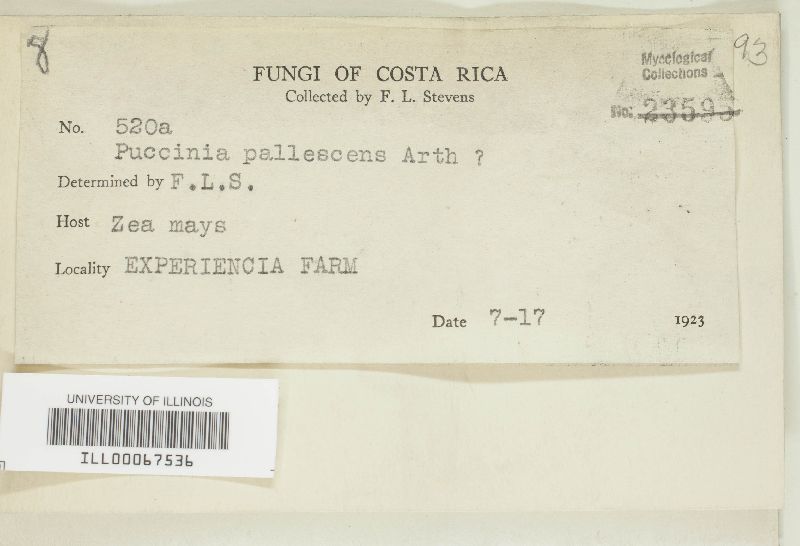 8
93
FUNGI OF COSTA RICA
Collected by F. L. Stevens
Mycological
Collections
No. 23593
No. 520a
Puccinia pallescens Arth ?
Determined by F.L.S.
Host Zea mays
Locality EXPERIENCIA FARM
Date 7-17 1923
UNIVERSITY OF ILLINOIS
ILL00067536